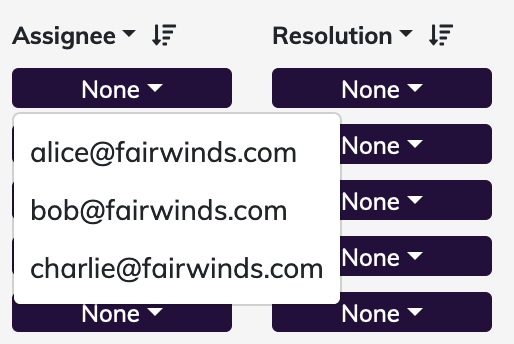 Assignee Resolution
None None
alice@fairwinds.com None
bob@fairwinds.com None
charlie@fairwinds.com None
None None